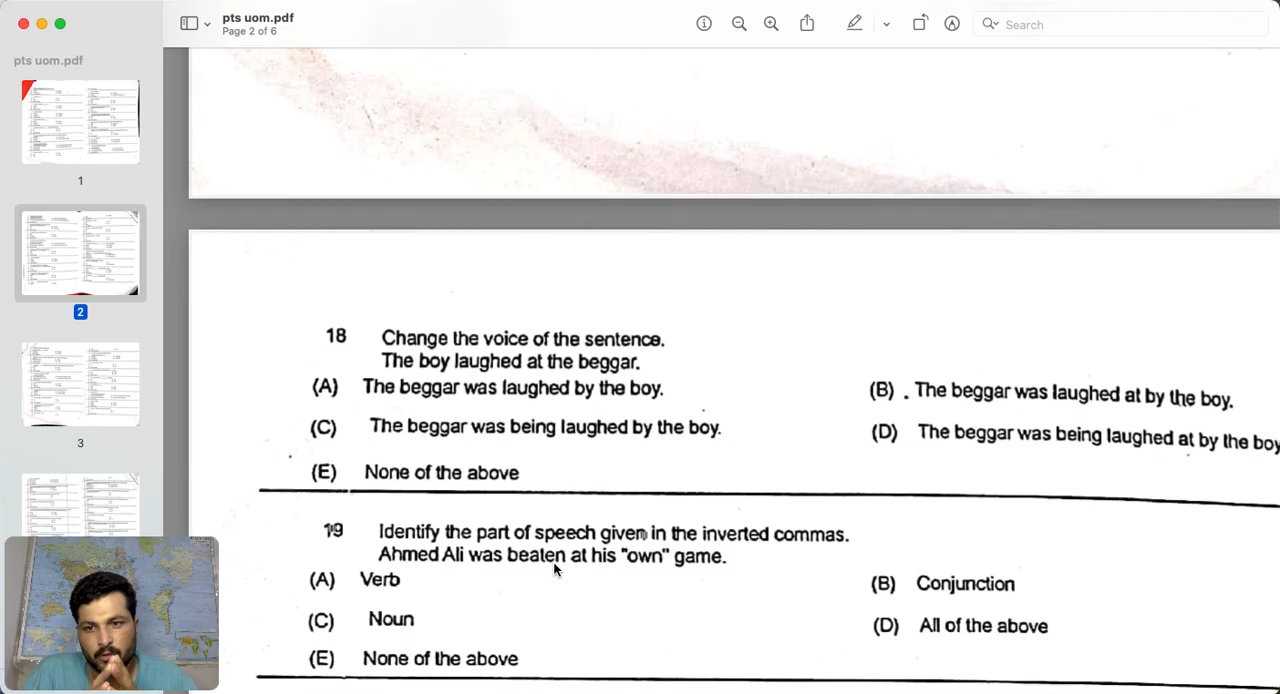 pts uom.pdf
Page 2 of 6
Search
pts uom.pdf
1
2
3
18 Change the voice of the sentence.
The boy laughed at the beggar.
(A) The beggar was laughed by the boy.
(B) . The beggar was laughed at by the boy.
(C) The beggar was being laughed by the boy.
(D) The beggar was being laughed at by the boy
(E) None of the above
19 Identify the part of speech given in the inverted commas.
Ahmed Ali was beaten at his "own" game.
(A) Verb
(B) Conjunction
(C) Noun
(D) All of the above
(E) None of the above